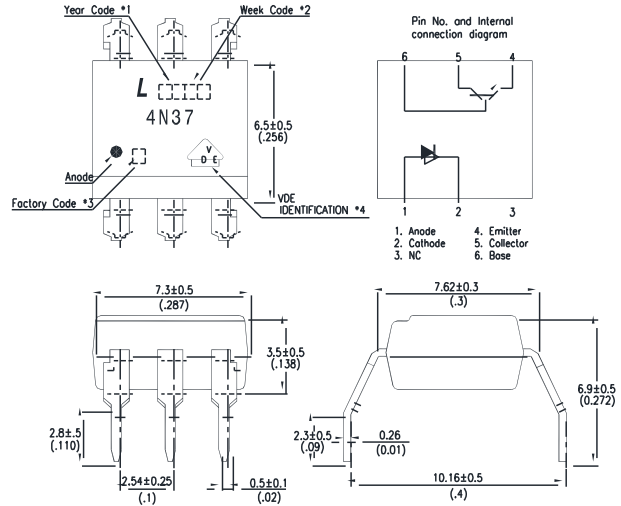 Year Code *1
Week Code *2
L
4N37
V
D E
Anode
Factory Code *3
VDE
IDENTIFICATION *4
6.5±0.5
(.256)
Pin No. and Internal
connection diagram
6 5 4
1 2 3
1. Anode
2. Cathode
3. NC
4. Emitter
5. Collector
6. Base
7.3±0.5
(.287)
3.5±0.5
(.138)
2.8±.5
(.110)
2.54±0.25
(.1)
0.5±0.1
(.02)
7.62±0.3
(.3)
6.9±0.5
(0.272)
2.3±0.5
(.09)
0.26
(0.01)
10.16±0.5
(.4)